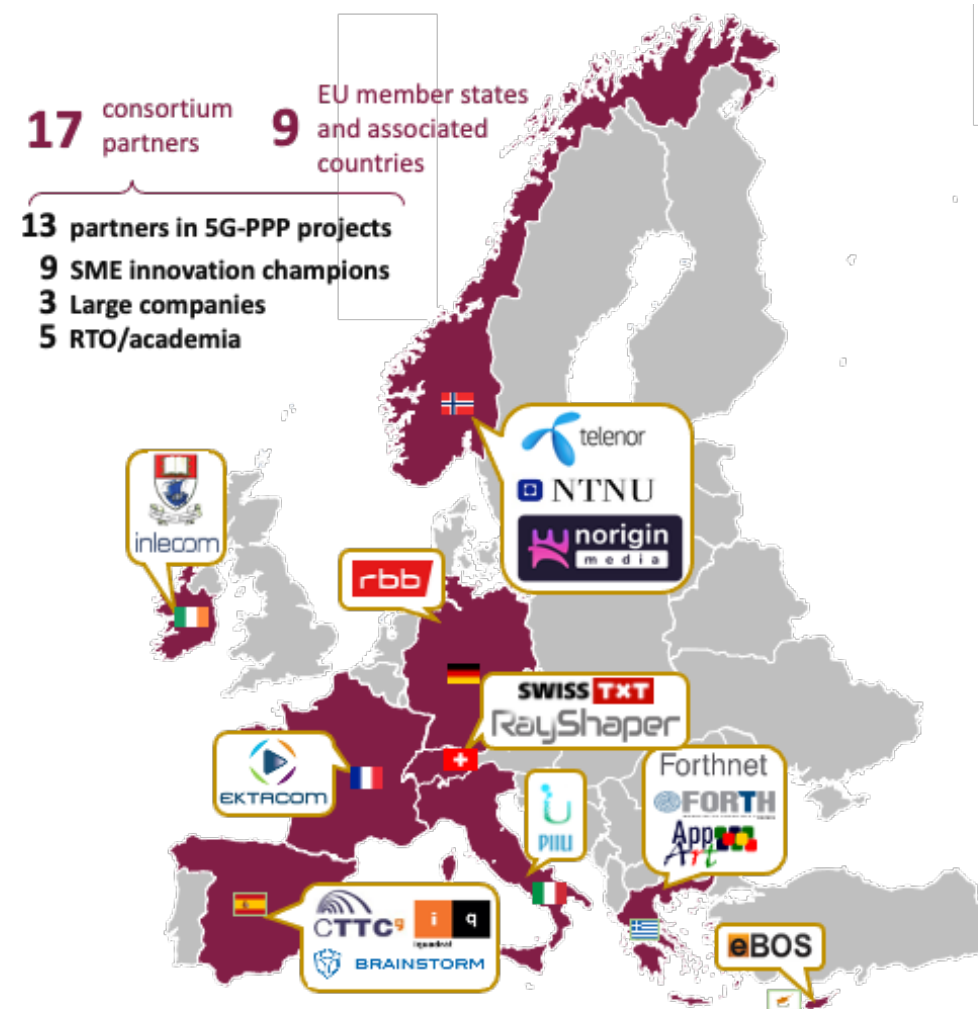 17 consortium partners
9 EU member states and associated countries
13 partners in 5G-PPP projects
9 SME innovation champions
3 Large companies
5 RTO/academia
telenor
NTNU
norigin
media
inlecom
rbb
SWISS TXT
RayShaper
EKTACOM
PIIU
Forthnet
FORTH
App
Art
CTTC
i q
iquadrat
BRAINSTORM
eBOS